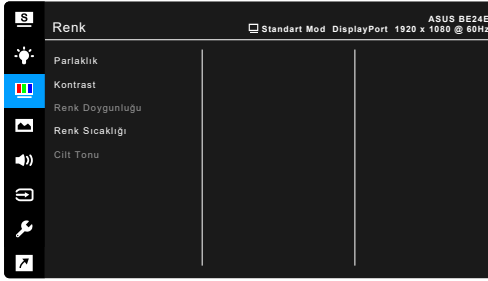 S
Renk
ASUS BE24E
Standart Mod DisplayPort 1920 x 1080 @ 60Hz
Parlaklık
Kontrast
Renk Doygunluğu
Renk Sıcaklığı
Cilt Tonu